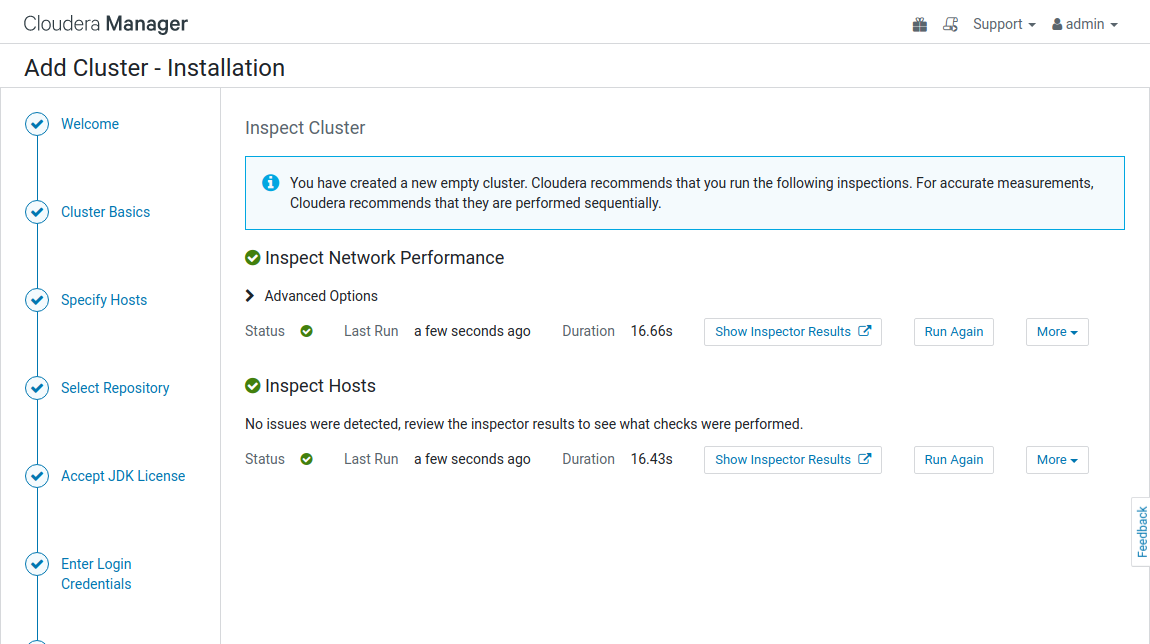 Cloudera Manager
Support
admin
Add Cluster - Installation
Welcome
Cluster Basics
Specify Hosts
Select Repository
Accept JDK License
Enter Login
Credentials
Inspect Cluster
You have created a new empty cluster. Cloudera recommends that you run the following inspections. For accurate measurements,
Cloudera recommends that they are performed sequentially.
Inspect Network Performance
Advanced Options
Status Last Run a few seconds ago Duration 16.66s Show Inspector Results Run Again More
Inspect Hosts
No issues were detected, review the inspector results to see what checks were performed.
Status Last Run a few seconds ago Duration 16.43s Show Inspector Results Run Again More
Feedback